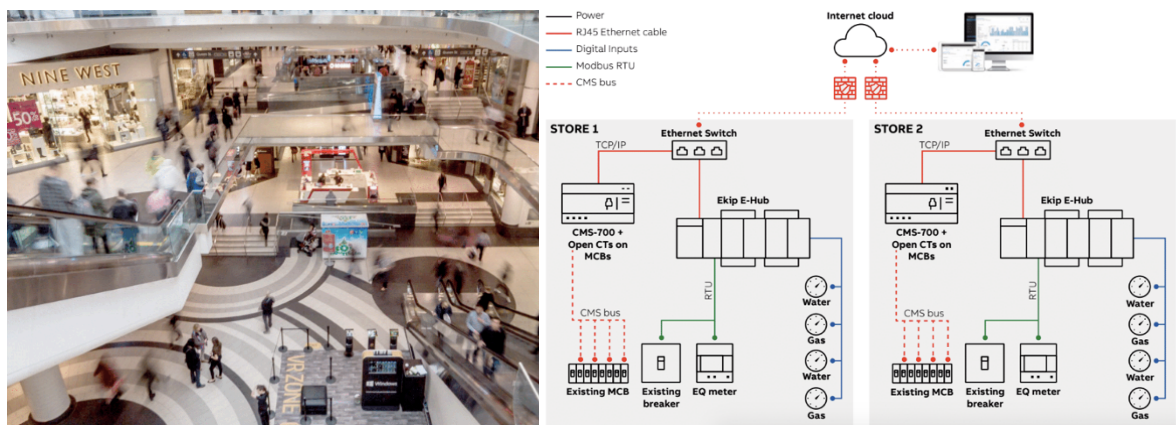 NINE WEST
50%
VR ZONE
Windows
Power
RJ45 Ethernet cable
Digital Inputs
Modbus RTU
CMS bus
Internet cloud
STORE 1
Ethernet Switch
TCP/IP
Ekip E-Hub
CMS-700 +
Open CTs on
MCBs
RTU
Water
CMS bus
Gas
Water
Existing MCB
Existing
breaker
EQ meter
Gas
STORE 2
Ethernet Switch
TCP/IP
Ekip E-Hub
CMS-700 +
Open CTs on
MCBs
RTU
Water
CMS bus
Gas
Water
Existing MCB
Existing
breaker
EQ meter
Gas